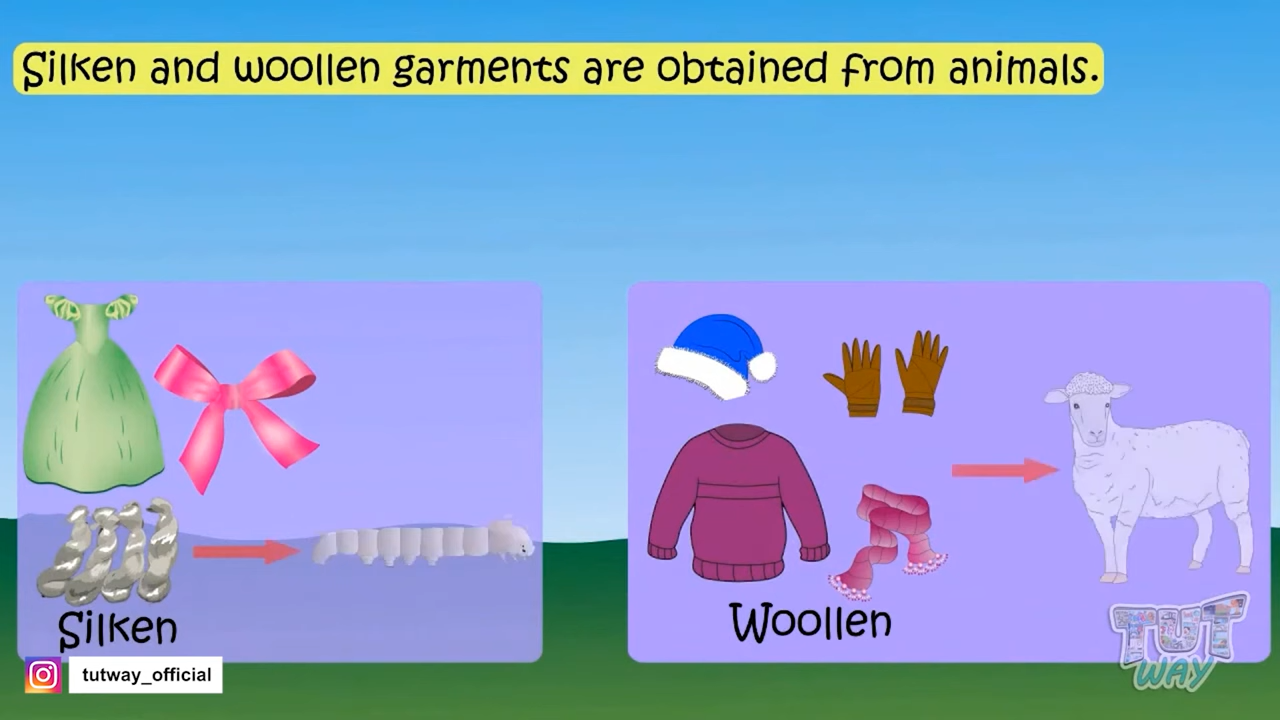 Silken and woollen garments are obtained from animals.
Silken
Woollen
tutway_official
TUT
WAY